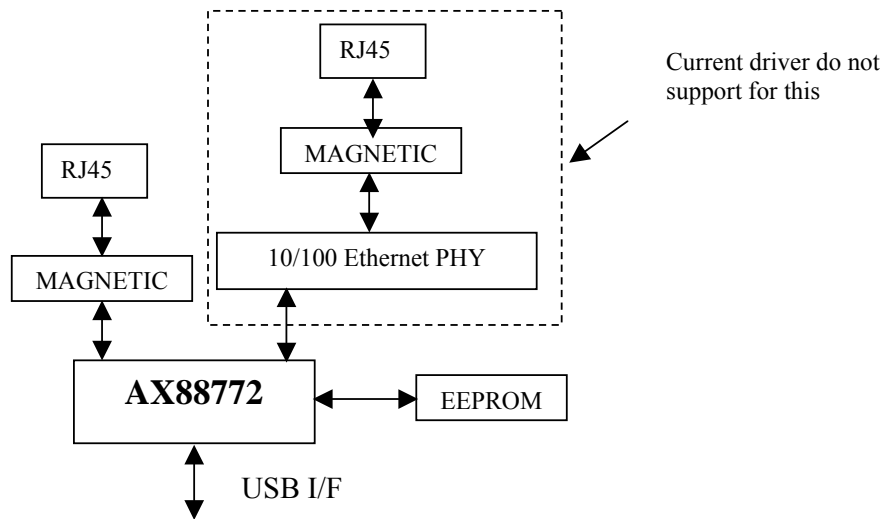 RJ45
Current driver do not
support for this
MAGNETIC
RJ45
10/100 Ethernet PHY
MAGNETIC
AX88772
EEPROM
USB I/F